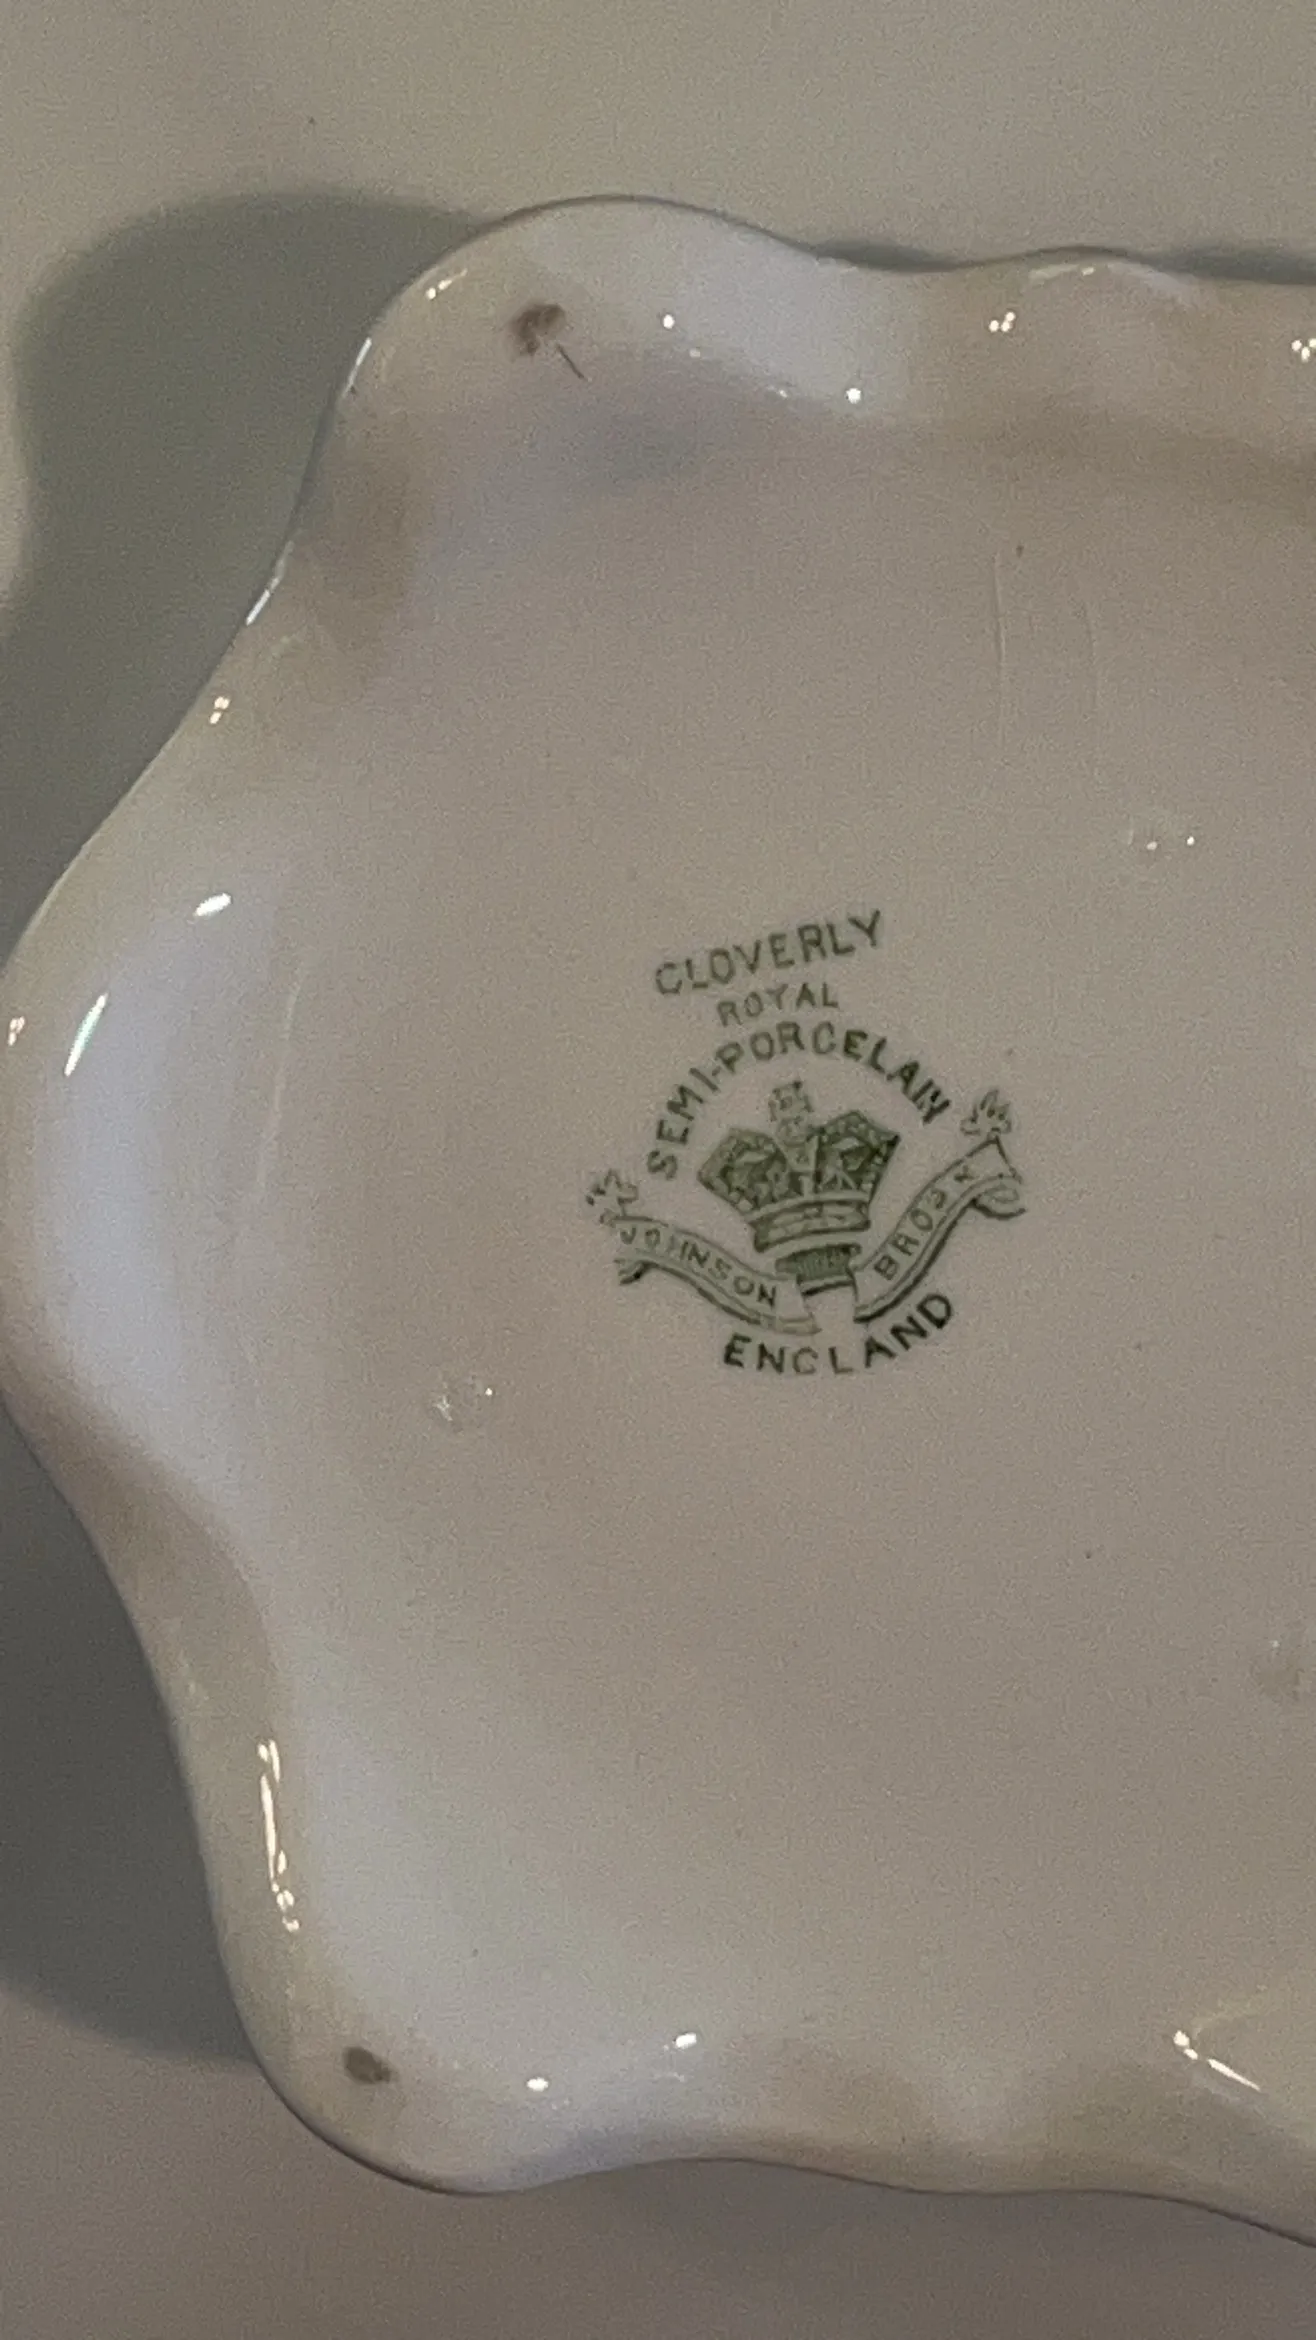 CLOVERLY
ROYAL
SEMI-PORCELAIN
JOHNSON BROS
ENGLAND